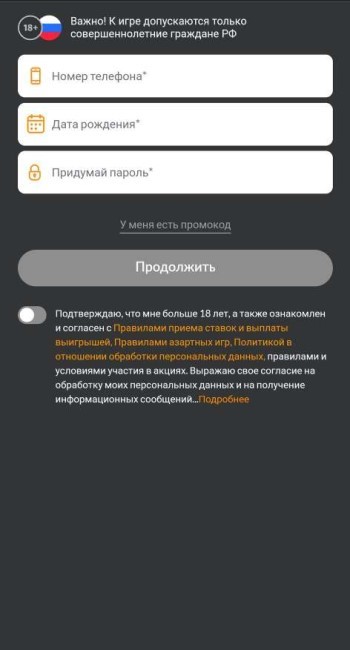 18+
Важно! К игре допускаются только
совершеннолетние граждане РФ
Номер телефона*
Дата рождения*
Придумай пароль*
У меня есть промокод
Продолжить
Подтверждаю, что мне больше 18 лет, а также ознакомлен
и согласен с Правилами приема ставок и выплаты
выигрышей, Правилами азартных игр, Политикой в
отношении обработки персональных данных, правилами и
условиями участия в акциях. Выражаю свое согласие на
обработку моих персональных данных и на получение
информационных сообщений...Подробнее